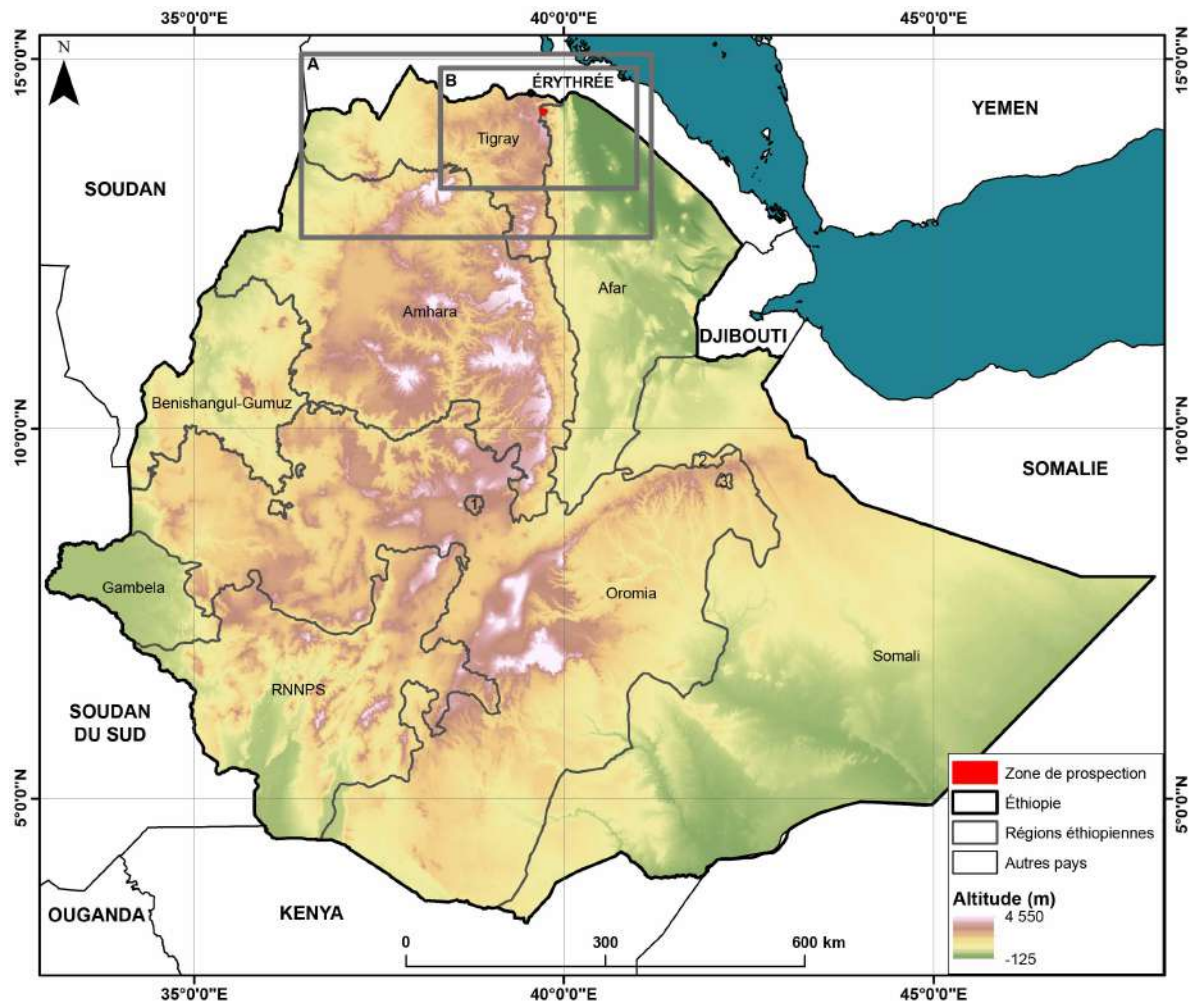 35°0'0"E
40°0'0"E
45°0'0"E
N
15°0'0"N
15°0'0"N
A
B
ÉRYTHRÉE
YEMEN
Tigray
SOUDAN
Afar
Amhara
DJIBOUTI
Benishangul-Gumuz
10°0'0"N
10°0'0"N
SOMALIE
2
3
1
Gambela
Oromia
Somali
RNNPS
SOUDAN
DU SUD
Zone de prospection
Éthiopie
Régions éthiopiennes
Autres pays
5°0'0"N
5°0'0"N
Altitude (m)
4 550
-125
OUGANDA
KENYA
0
300
600 km
35°0'0"E
40°0'0"E
45°0'0"E